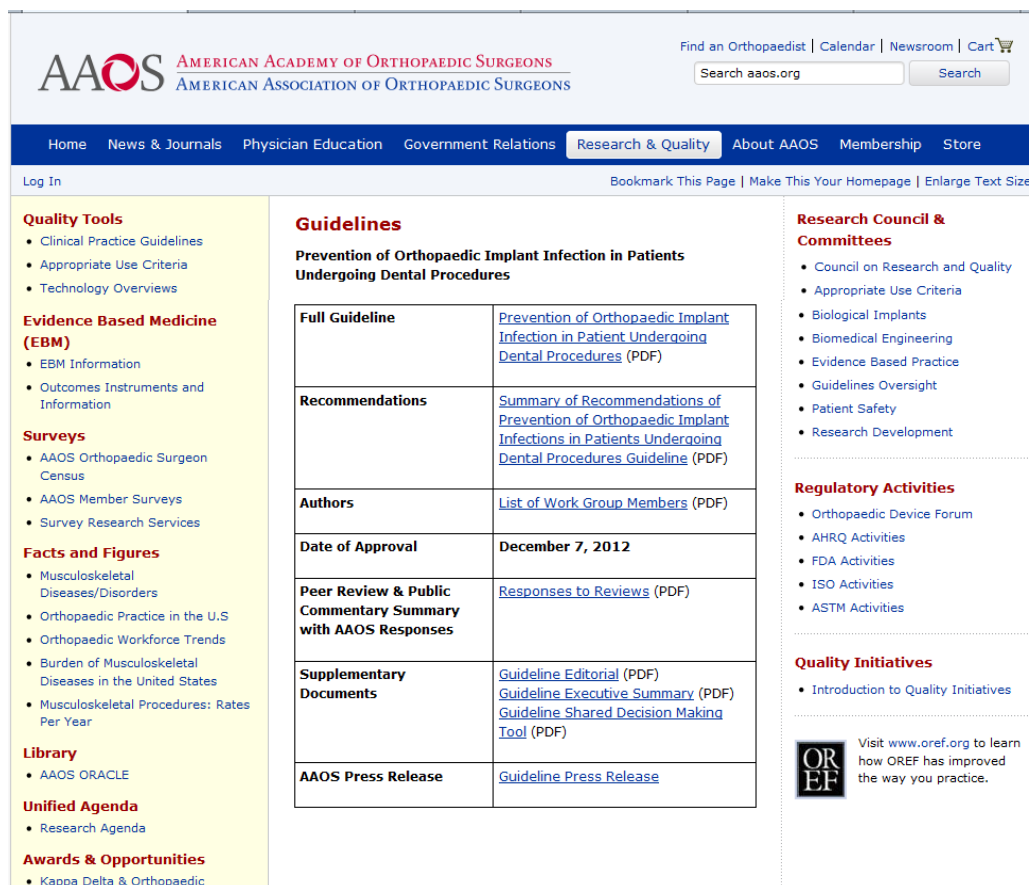 AAOS
AMERICAN ACADEMY OF ORTHOPAEDIC SURGEONS
AMERICAN ASSOCIATION OF ORTHOPAEDIC SURGEONS
Find an Orthopaedist | Calendar | Newsroom | Cart
Search aaos.org
Search
Home News & Journals Physician Education Government Relations Research & Quality About AAOS Membership Store
Log In
Bookmark This Page | Make This Your Homepage | Enlarge Text Size
Quality Tools
• Clinical Practice Guidelines
• Appropriate Use Criteria
• Technology Overviews
Evidence Based Medicine
(EBM)
• EBM Information
• Outcomes Instruments and
Information
Surveys
• AAOS Orthopaedic Surgeon
Census
• AAOS Member Surveys
• Survey Research Services
Facts and Figures
• Musculoskeletal
Diseases/Disorders
• Orthopaedic Practice in the U.S
• Orthopaedic Workforce Trends
• Burden of Musculoskeletal
Diseases in the United States
• Musculoskeletal Procedures: Rates
Per Year
Library
• AAOS ORACLE
Unified Agenda
• Research Agenda
Awards & Opportunities
• Kappa Delta & Orthopaedic
Guidelines
Prevention of Orthopaedic Implant Infection in Patients
Undergoing Dental Procedures
Full Guideline
Prevention of Orthopaedic Implant
Infection in Patient Undergoing
Dental Procedures (PDF)
Recommendations
Summary of Recommendations of
Prevention of Orthopaedic Implant
Infections in Patients Undergoing
Dental Procedures Guideline (PDF)
Authors
List of Work Group Members (PDF)
Date of Approval
December 7, 2012
Peer Review & Public
Commentary Summary
with AAOS Responses
Responses to Reviews (PDF)
Supplementary
Documents
Guideline Editorial (PDF)
Guideline Executive Summary (PDF)
Guideline Shared Decision Making
Tool (PDF)
AAOS Press Release
Guideline Press Release
Research Council &
Committees
• Council on Research and Quality
• Appropriate Use Criteria
• Biological Implants
• Biomedical Engineering
• Evidence Based Practice
• Guidelines Oversight
• Patient Safety
• Research Development
Regulatory Activities
• Orthopaedic Device Forum
• AHRQ Activities
• FDA Activities
• ISO Activities
• ASTM Activities
Quality Initiatives
• Introduction to Quality Initiatives
OR
EF
Visit www.oref.org to learn
how OREF has improved
the way you practice.